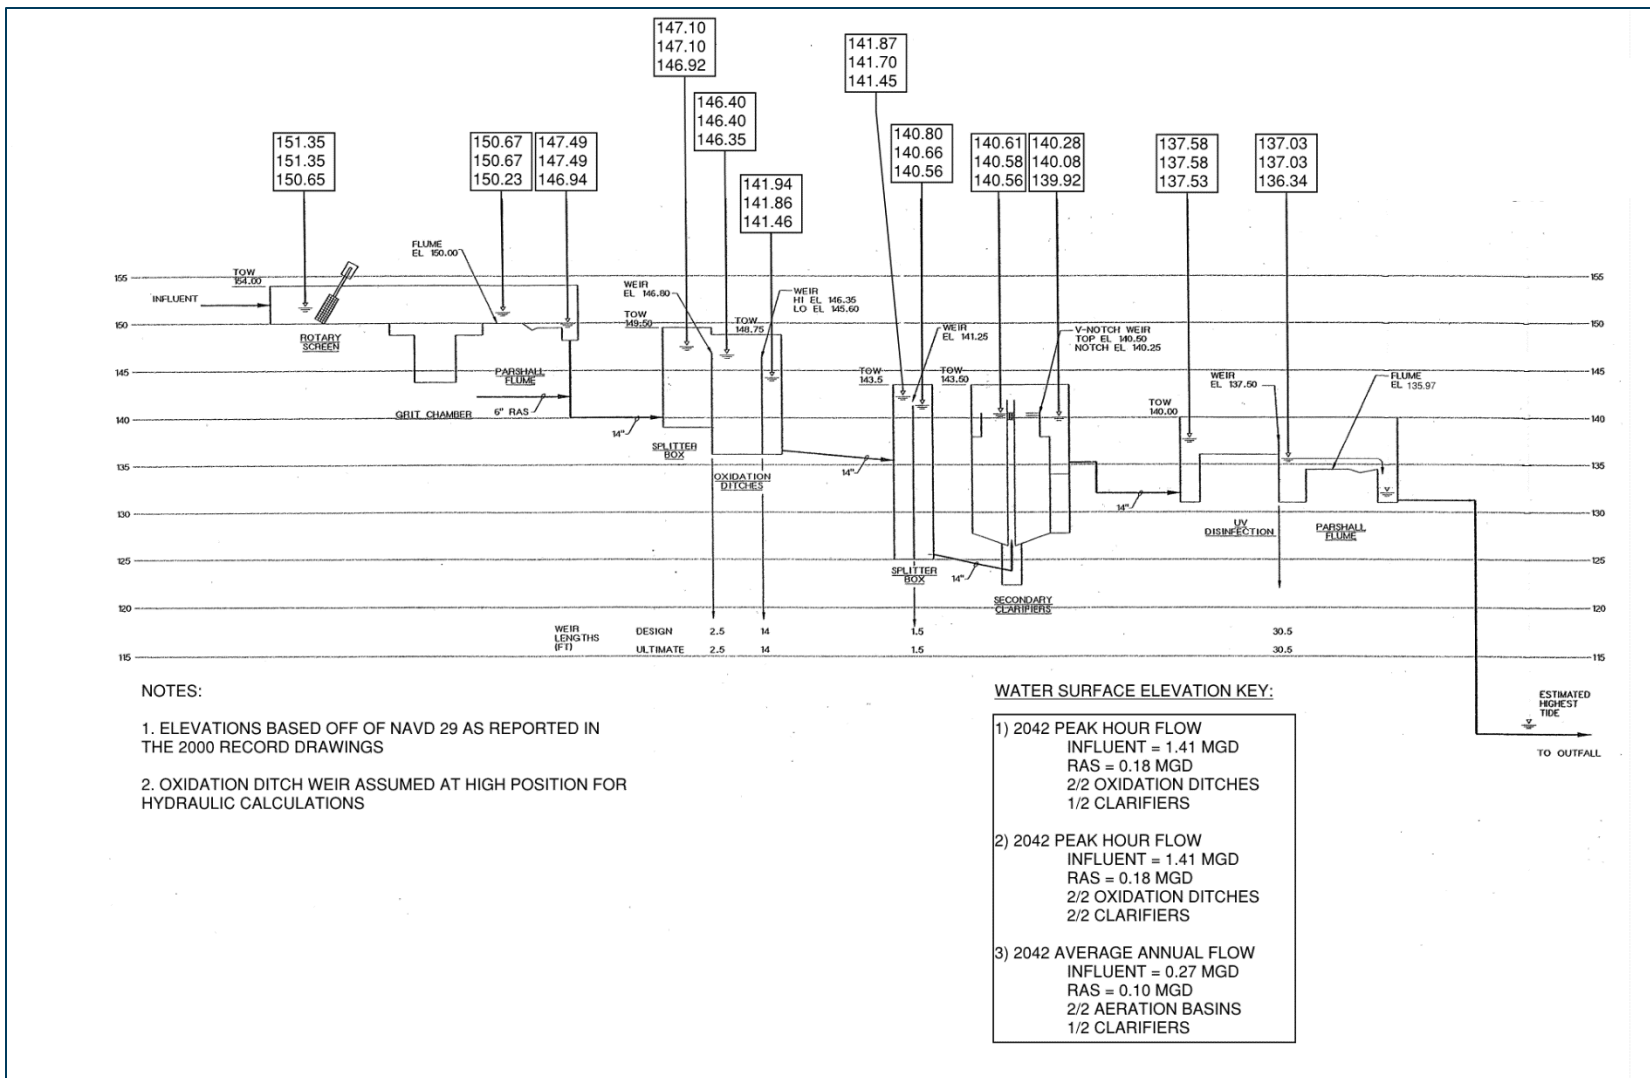 147.10
147.10
146.92
141.87
141.70
141.45
146.40
146.40
146.35
151.35
151.35
150.65
150.67
150.67
150.23
147.49
147.49
146.94
141.94
141.86
141.46
140.80
140.66
140.56
140.61
140.58
140.56
140.28
140.08
139.92
137.58
137.58
137.53
137.03
137.03
136.34
155
150
145
140
135
130
125
120
115
155
150
145
140
135
130
125
120
115
TOW
154.00
INFLUENT
ROTARY
SCREEN
FLUME
EL 150.00
PARSHALL
FLUME
GRIT CHAMBER
6" RAS
14"
WEIR
EL 146.80
TOW
149.50
TOW
148.75
WEIR
HI EL 146.35
LO EL 145.60
SPLITTER
BOX
OXIDATION
DITCHES
14"
TOW
143.5
WEIR
EL 141.25
TOW
143.50
V-NOTCH WEIR
TOP EL 140.50
NOTCH EL 140.25
SPLITTER
BOX
14"
SECONDARY
CLARIFIERS
14"
TOW
140.00
WEIR
EL 137.50
FLUME
EL 135.97
UV
DISINFECTION
PARSHALL
FLUME
WEIR
LENGTHS
(FT)
DESIGN 2.5 14 1.5 30.5
ULTIMATE 2.5 14 1.5 30.5
ESTIMATED
HIGHEST
TIDE
TO OUTFALL
NOTES:
1. ELEVATIONS BASED OFF OF NAVD 29 AS REPORTED IN
THE 2000 RECORD DRAWINGS
2. OXIDATION DITCH WEIR ASSUMED AT HIGH POSITION FOR
HYDRAULIC CALCULATIONS
WATER SURFACE ELEVATION KEY:
1) 2042 PEAK HOUR FLOW
INFLUENT = 1.41 MGD
RAS = 0.18 MGD
2/2 OXIDATION DITCHES
1/2 CLARIFIERS
2) 2042 PEAK HOUR FLOW
INFLUENT = 1.41 MGD
RAS = 0.18 MGD
2/2 OXIDATION DITCHES
2/2 CLARIFIERS
3) 2042 AVERAGE ANNUAL FLOW
INFLUENT = 0.27 MGD
RAS = 0.10 MGD
2/2 AERATION BASINS
1/2 CLARIFIERS